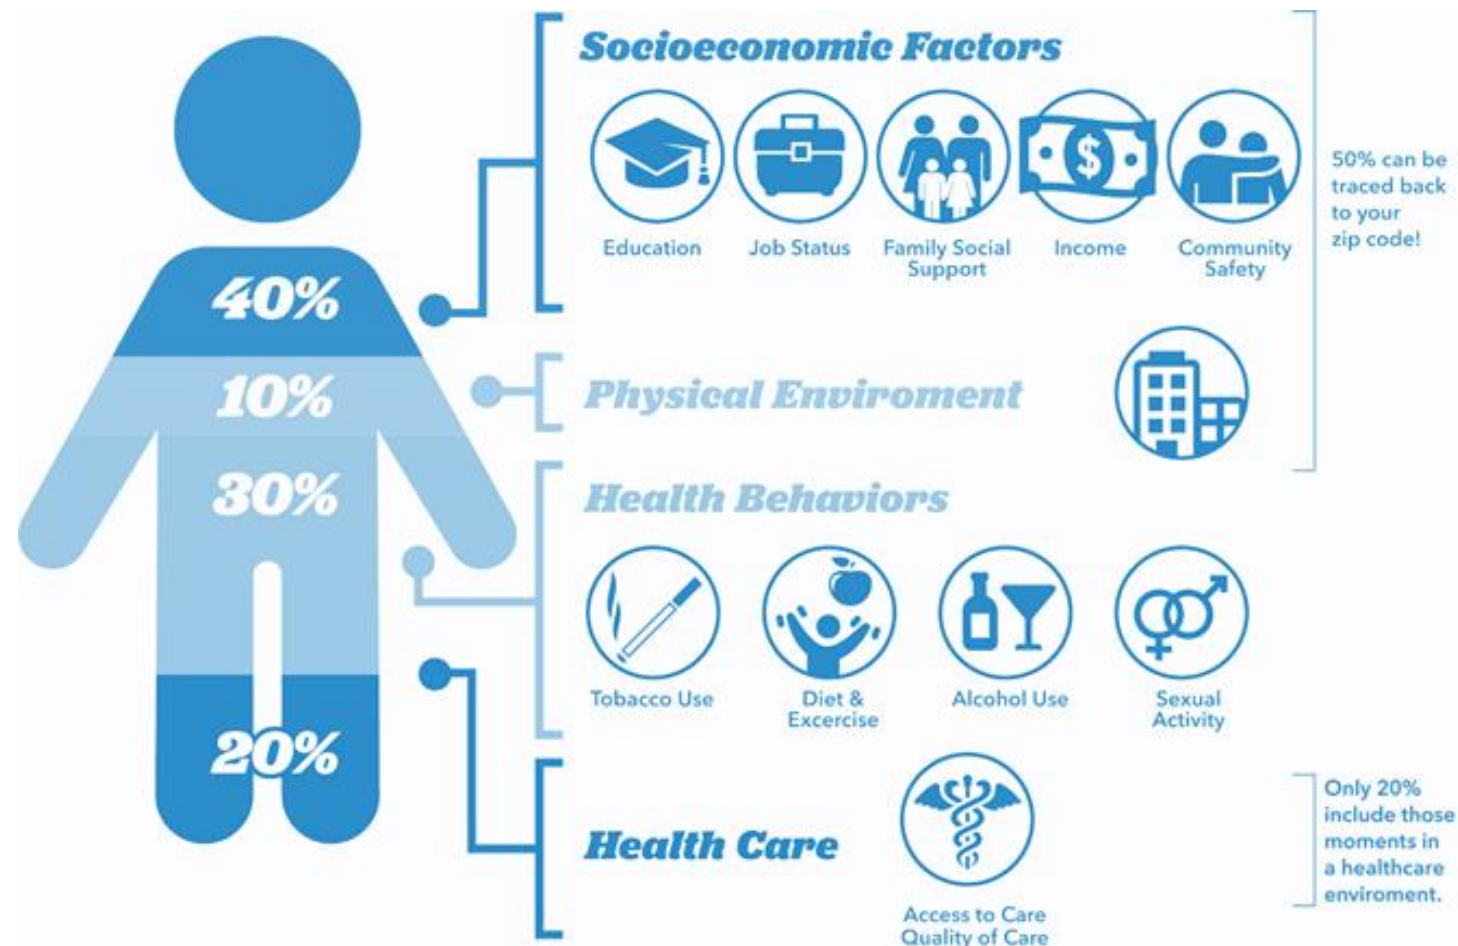 Socioeconomic Factors
Education
Job Status
Family Social
Support
Income
Community
Safety
50% can be
traced back
to your
zip code!
40%
10%
Physical Enviroment
30%
Health Behaviors
Tobacco Use
Diet &
Excercise
Alcohol Use
Sexual
Activity
20%
Health Care
Access to Care
Quality of Care
Only 20%
include those
moments in
a healthcare
enviroment.